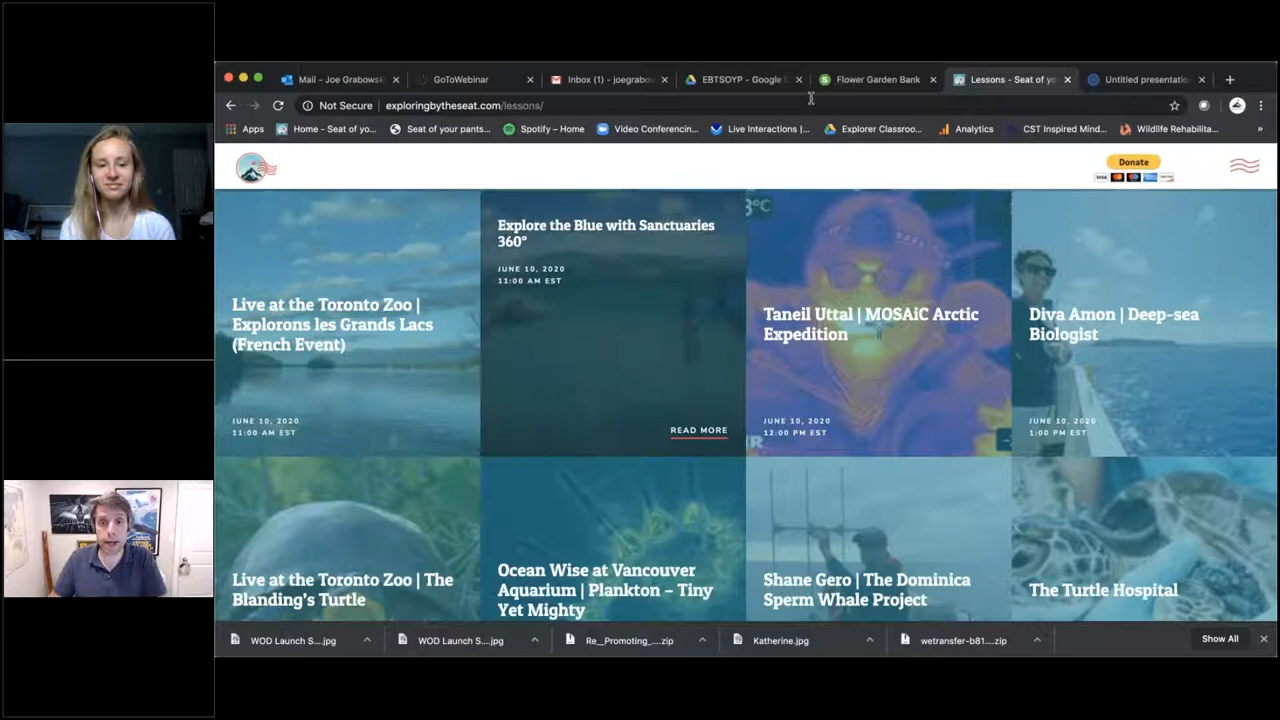 Mail - Joe Grabowsk
GoToWebinar
Inbox (1) - joegrabow
EBTSOYP - Google
Flower Garden Bank
Lessons - Seat of yo
Untitled presentatio
Not Secure
exploringbytheseat.com/lessons/
Apps
Home - Seat of yo...
Seat of your pants...
Spotify – Home
Video Conferencin...
Live Interactions |...
Explorer Classroo...
Analytics
CST Inspired Mind...
Wildlife Rehabilita...
»
Donate
Live at the Toronto Zoo |
Explorons les Grands Lacs
(French Event)
JUNE 10, 2020
11:00 AM EST
Explore the Blue with Sanctuaries
360°
JUNE 10, 2020
11:00 AM EST
READ MORE
3°C
Taneil Uttal | MOSAiC Arctic
Expedition
JUNE 10, 2020
12:00 PM EST
Diva Amon | Deep-sea
Biologist
JUNE 10, 2020
1:00 PM EST
Live at the Toronto Zoo | The
Blanding's Turtle
Ocean Wise at Vancouver
Aquarium | Plankton – Tiny
Yet Mighty
Shane Gero | The Dominica
Sperm Whale Project
The Turtle Hospital
WOD Launch S....jpg
WOD Launch S....jpg
Re__Promoting_....zip
Katherine.jpg
wetransfer-b81....zip
Show All